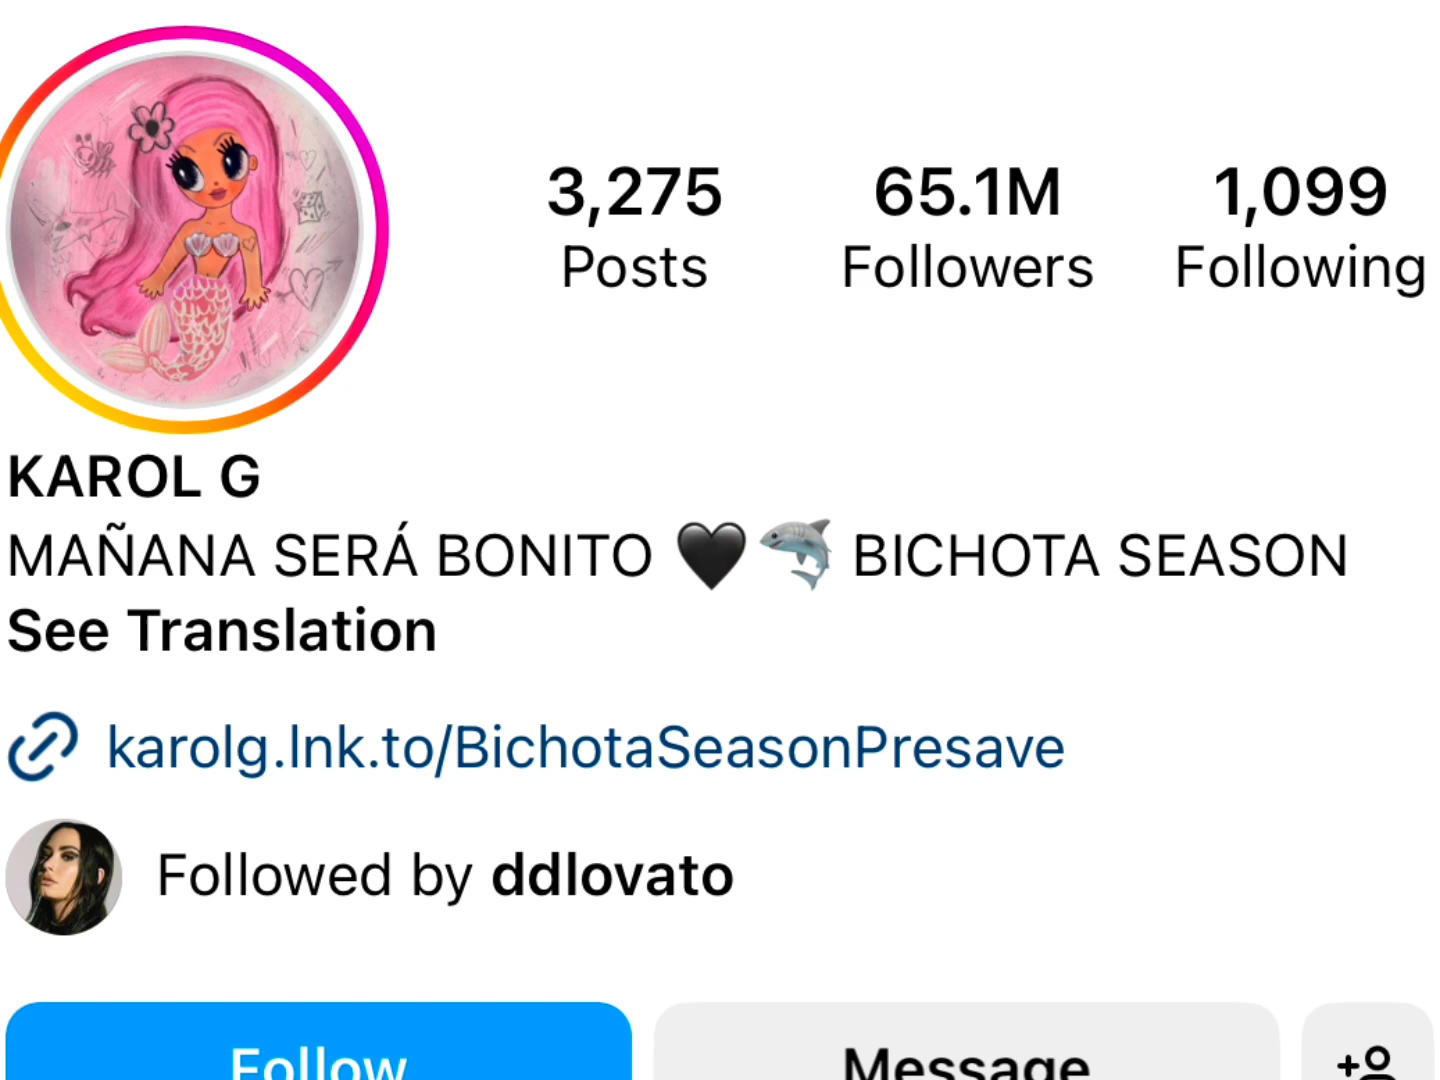 3,275 65.1M 1,099
Posts Followers Following
KAROL G
MAÑANA SERÁ BONITO 🖤🦈 BICHOTA SEASON
See Translation
karolg.lnk.to/BichotaSeasonPresave
Followed by ddlovato
Follow Message